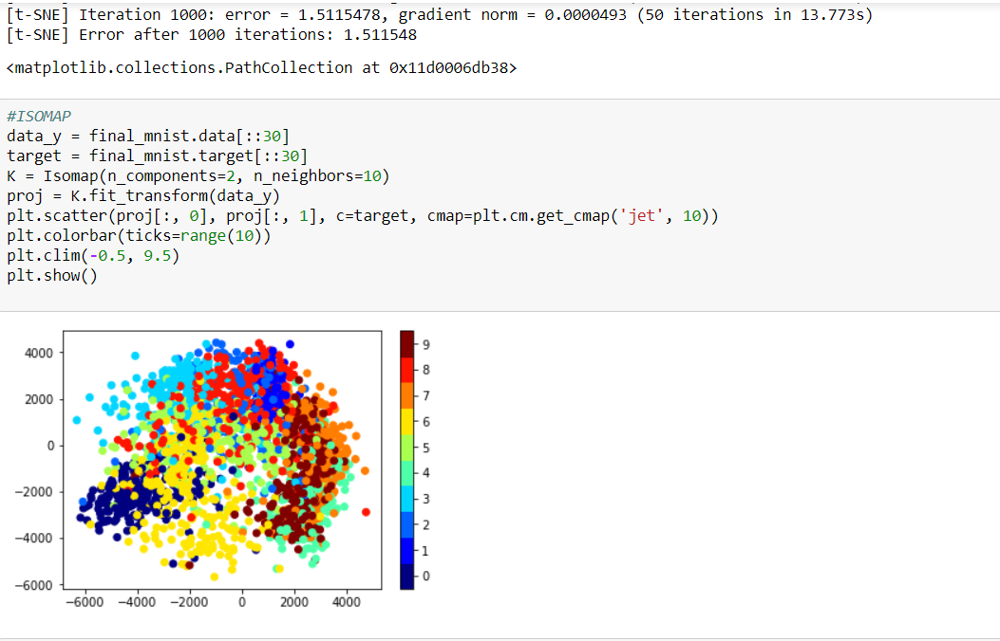 [t-SNE] Iteration 1000: error = 1.5115478, gradient norm = 0.0000493 (50 iterations in 13.773s)
[t-SNE] Error after 1000 iterations: 1.511548
<matplotlib.collections.PathCollection at 0x11d0006db38>
#ISOMAP
data_y = final_mnist.data[::30]
target = final_mnist.target[::30]
K = Isomap(n_components=2, n_neighbors=10)
proj = K.fit_transform(data_y)
plt.scatter(proj[:, 0], proj[:, 1], c=target, cmap=plt.cm.get_cmap('jet', 10))
plt.colorbar(ticks=range(10))
plt.clim(-0.5, 9.5)
plt.show()
4000
2000
0
−2000
−4000
−6000
−6000 −4000 −2000 0 2000 4000
9
8
7
6
5
4
3
2
1
0